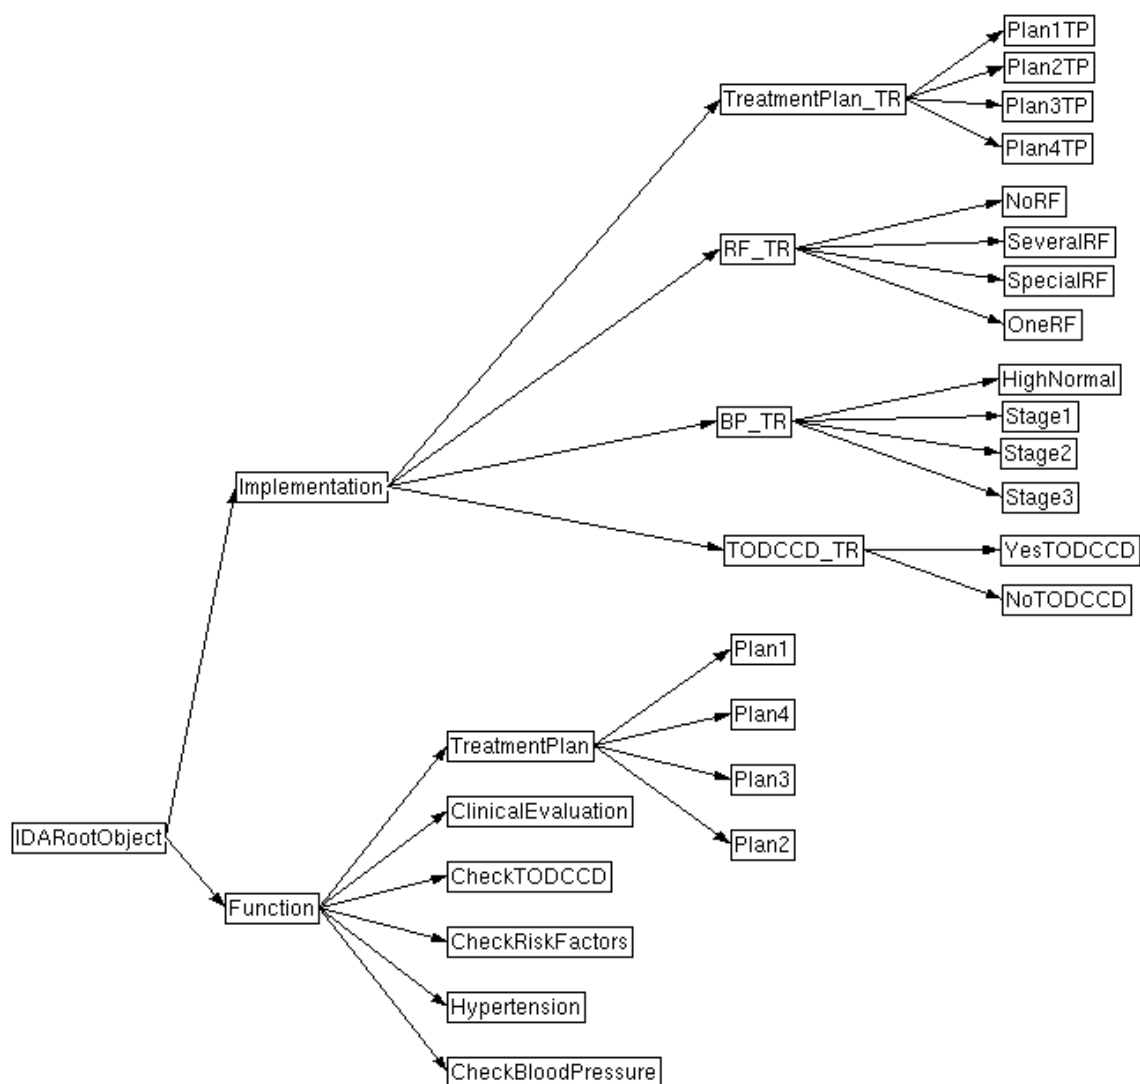 Plan1TP
Plan2TP
TreatmentPlan_TR
Plan3TP
Plan4TP
NoRF
SeveralRF
RF_TR
SpecialRF
OneRF
HighNormal
Stage1
BP_TR
Stage2
Implementation
Stage3
TODCCD_TR
YesTODCCD
NoTODCCD
Plan1
Plan4
TreatmentPlan
Plan3
ClinicalEvaluation
IDARootObject
Plan2
CheckTODCCD
Function
CheckRiskFactors
Hypertension
CheckBloodPressure